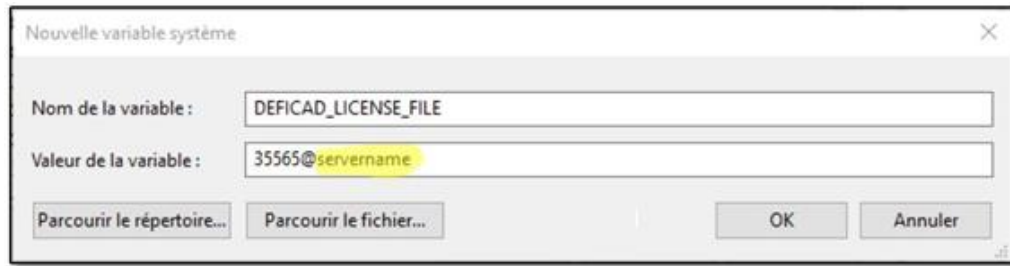 Nouvelle variable système
Nom de la variable : DEFICAD_LICENSE_FILE
Valeur de la variable : 35565@servername
Parcourir le répertoire... Parcourir le fichier... OK Annuler